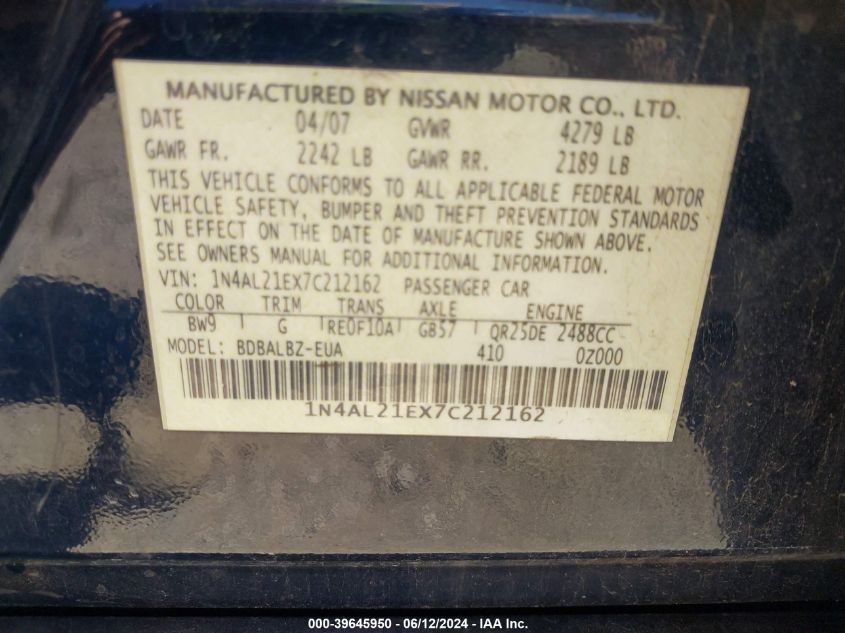 MANUFACTURED BY NISSAN MOTOR CO., LTD.
DATE 04/07 GVWR 4279 LB
GAWR FR. 2242 LB GAWR RR. 2189 LB
THIS VEHICLE CONFORMS TO ALL APPLICABLE FEDERAL MOTOR
VEHICLE SAFETY, BUMPER AND THEFT PREVENTION STANDARDS
IN EFFECT ON THE DATE OF MANUFACTURE SHOWN ABOVE.
SEE OWNERS MANUAL FOR ADDITIONAL INFORMATION.
VIN: 1N4AL21EX7C212162 PASSENGER CAR
COLOR TRIM TRANS AXLE ENGINE
BW9 G RE0F10A GB57 QR25DE 2488CC
MODEL: BDBALBZ-EUA 410 0Z000
1N4AL21EX7C212162
000-39645950 - 06/12/2024 - IAA Inc.